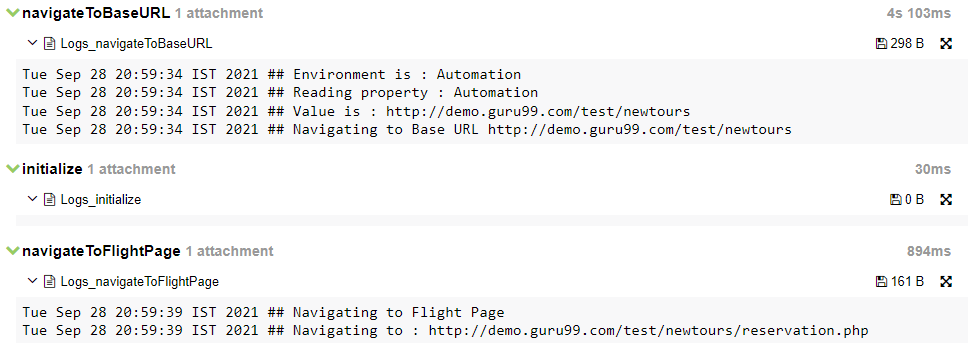 navigateToBaseURL 1 attachment 4s 103ms
Logs_navigateToBaseURL 298 B
Tue Sep 28 20:59:34 IST 2021 ## Environment is : Automation
Tue Sep 28 20:59:34 IST 2021 ## Reading property : Automation
Tue Sep 28 20:59:34 IST 2021 ## Value is : http://demo.guru99.com/test/newtours
Tue Sep 28 20:59:34 IST 2021 ## Navigating to Base URL http://demo.guru99.com/test/newtours
initialize 1 attachment 30ms
Logs_initialize 0 B
navigateToFlightPage 1 attachment 894ms
Logs_navigateToFlightPage 161 B
Tue Sep 28 20:59:39 IST 2021 ## Navigating to Flight Page
Tue Sep 28 20:59:39 IST 2021 ## Navigating to : http://demo.guru99.com/test/newtours/reservation.php